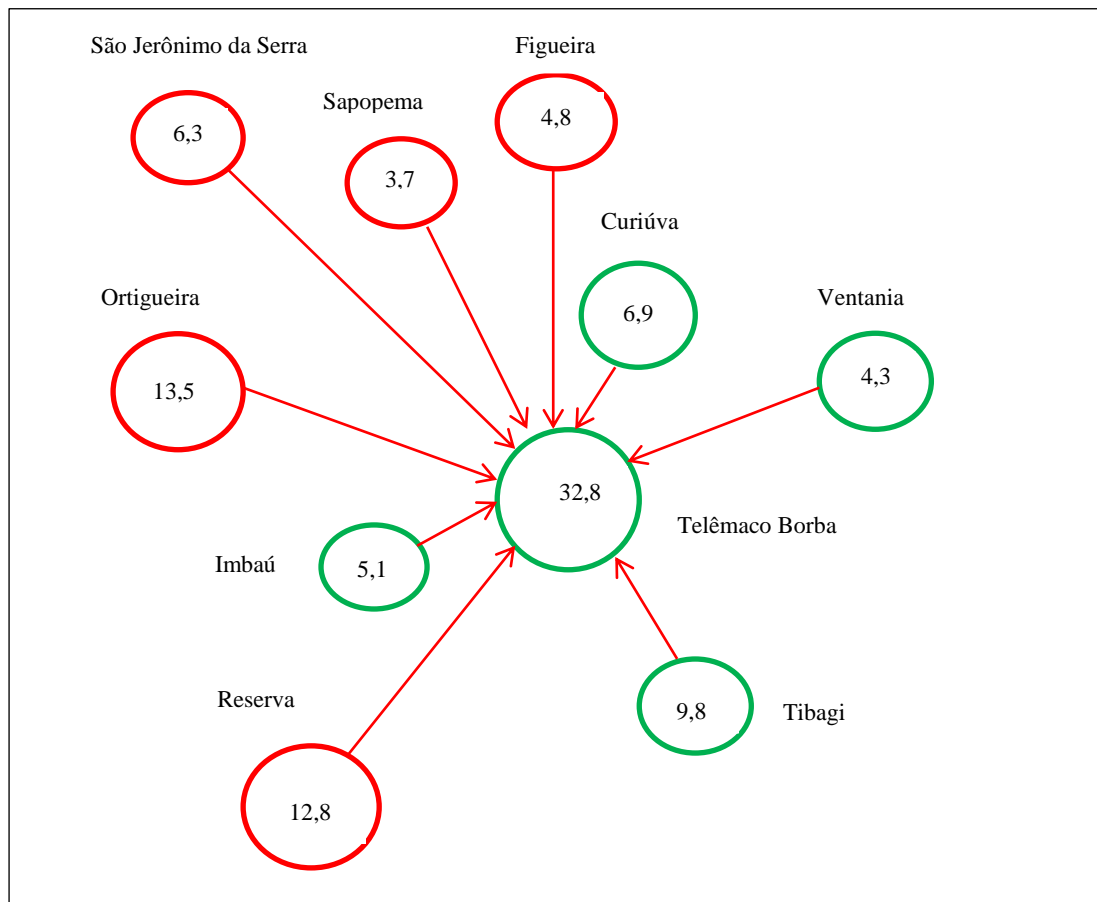 São Jerônimo da Serra
Figueira
Sapopema
4,8
6,3
3,7
Curiúva
Ortigueira
Ventania
6,9
4,3
13,5
32,8
Telêmaco Borba
Imbaú
5,1
Reserva
9,8
Tibagi
12,8